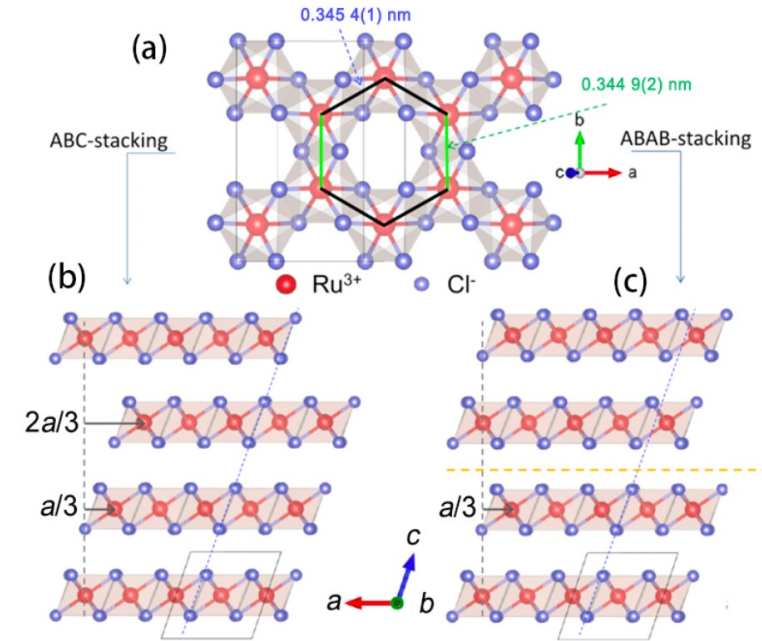 0.345 4(1) nm
(a)
0.344 9(2) nm
ABC-stacking
b
ABAB-stacking
c
a
(b)
Ru3+
Cl-
(c)
2a/3
a/3
a/3
c
a
b